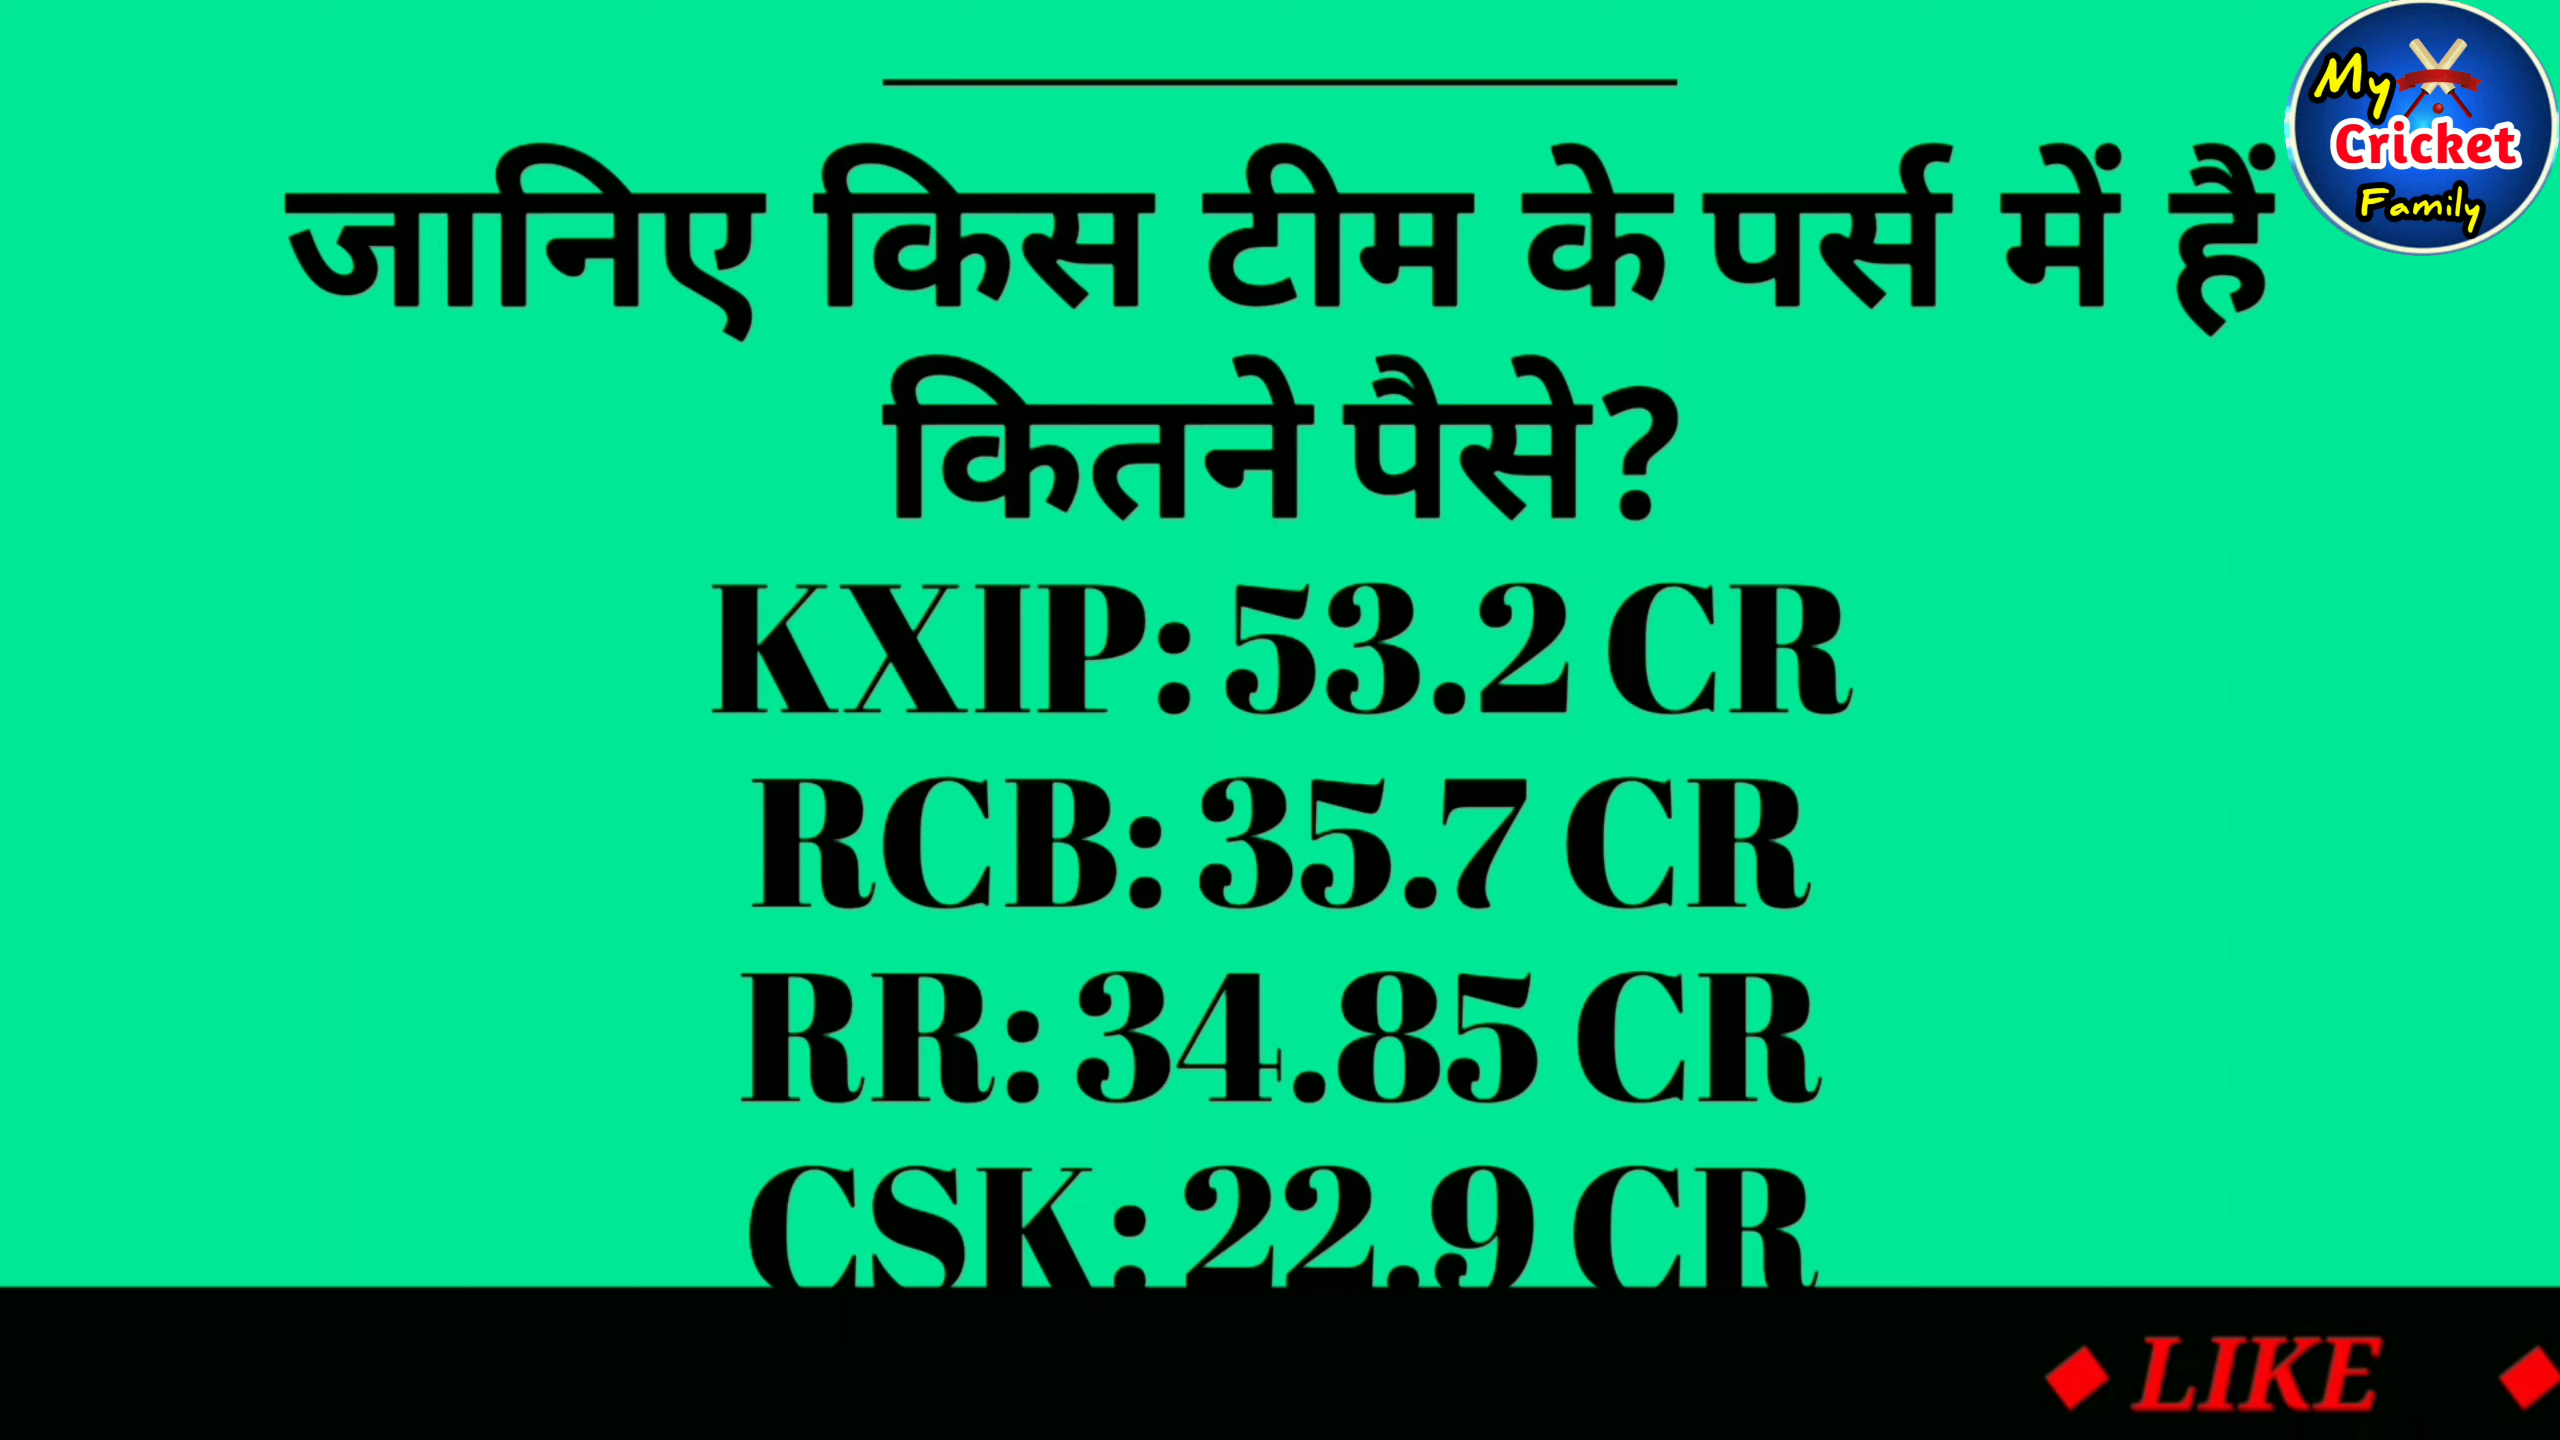 My
Cricket
Family
जानिए किस टीम के पर्स में हैं
कितने पैसे?
KXIP: 53.2 CR
RCB: 35.7 CR
RR: 34.85 CR
CSK: 22.9 CR
◆ LIKE ◆